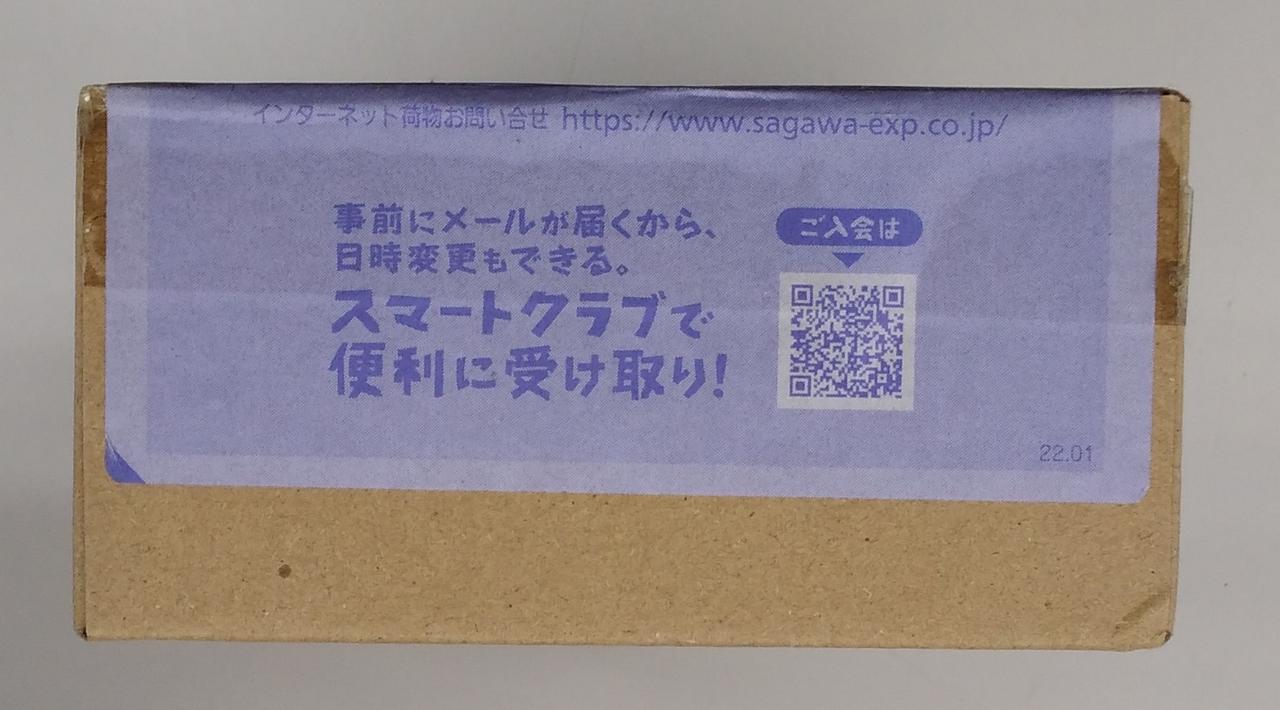 インターネット荷物お問い合せ https://www.sagawa-exp.co.jp/
事前にメールが届くから、
日時変更もできる。
スマートクラブで
便利に受け取り!
ご入会は
22.01